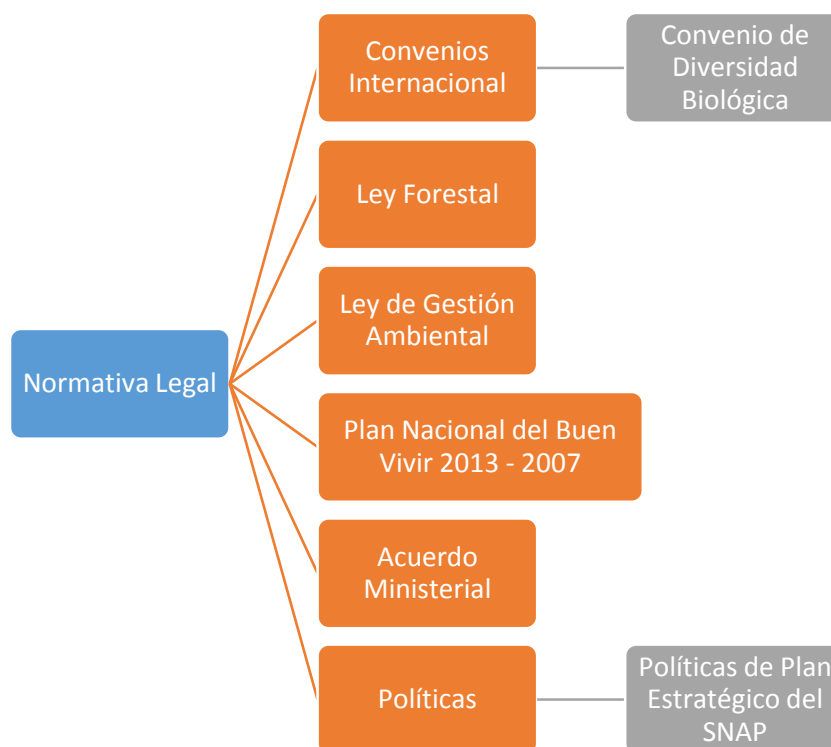 Convenios
Internacional
Convenio de
Diversidad
Biológica
Ley Forestal
Ley de Gestión
Ambiental
Normativa Legal
Plan Nacional del Buen
Vivir 2013 - 2007
Acuerdo
Ministerial
Políticas
Políticas de Plan
Estratégico del
SNAP